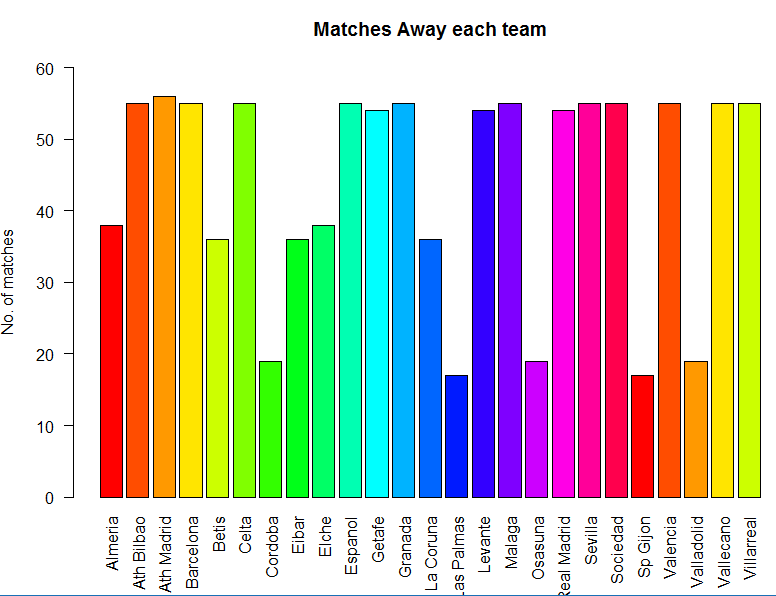 Matches Away each team
No. of matches
60
50
40
30
20
10
0
Almeria
Ath Bilbao
Ath Madrid
Barcelona
Betis
Celta
Cordoba
Eibar
Elche
Espanol
Getafe
Granada
La Coruna
Las Palmas
Levante
Malaga
Osasuna
Real Madrid
Sevilla
Sociedad
Sp Gijon
Valencia
Valladolid
Vallecano
Villarreal